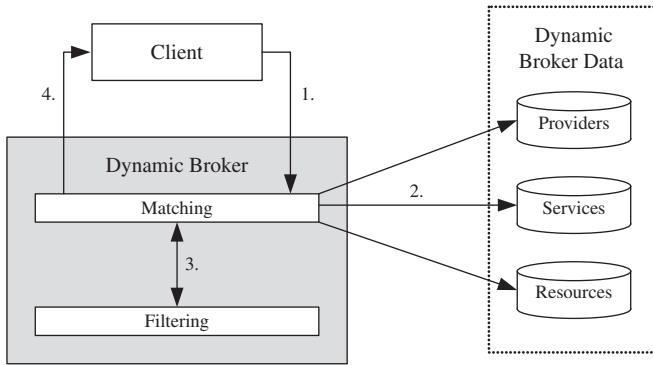 Client
4.
1.
Dynamic Broker
Matching
3.
Filtering
2.
Dynamic
Broker Data
Providers
Services
Resources